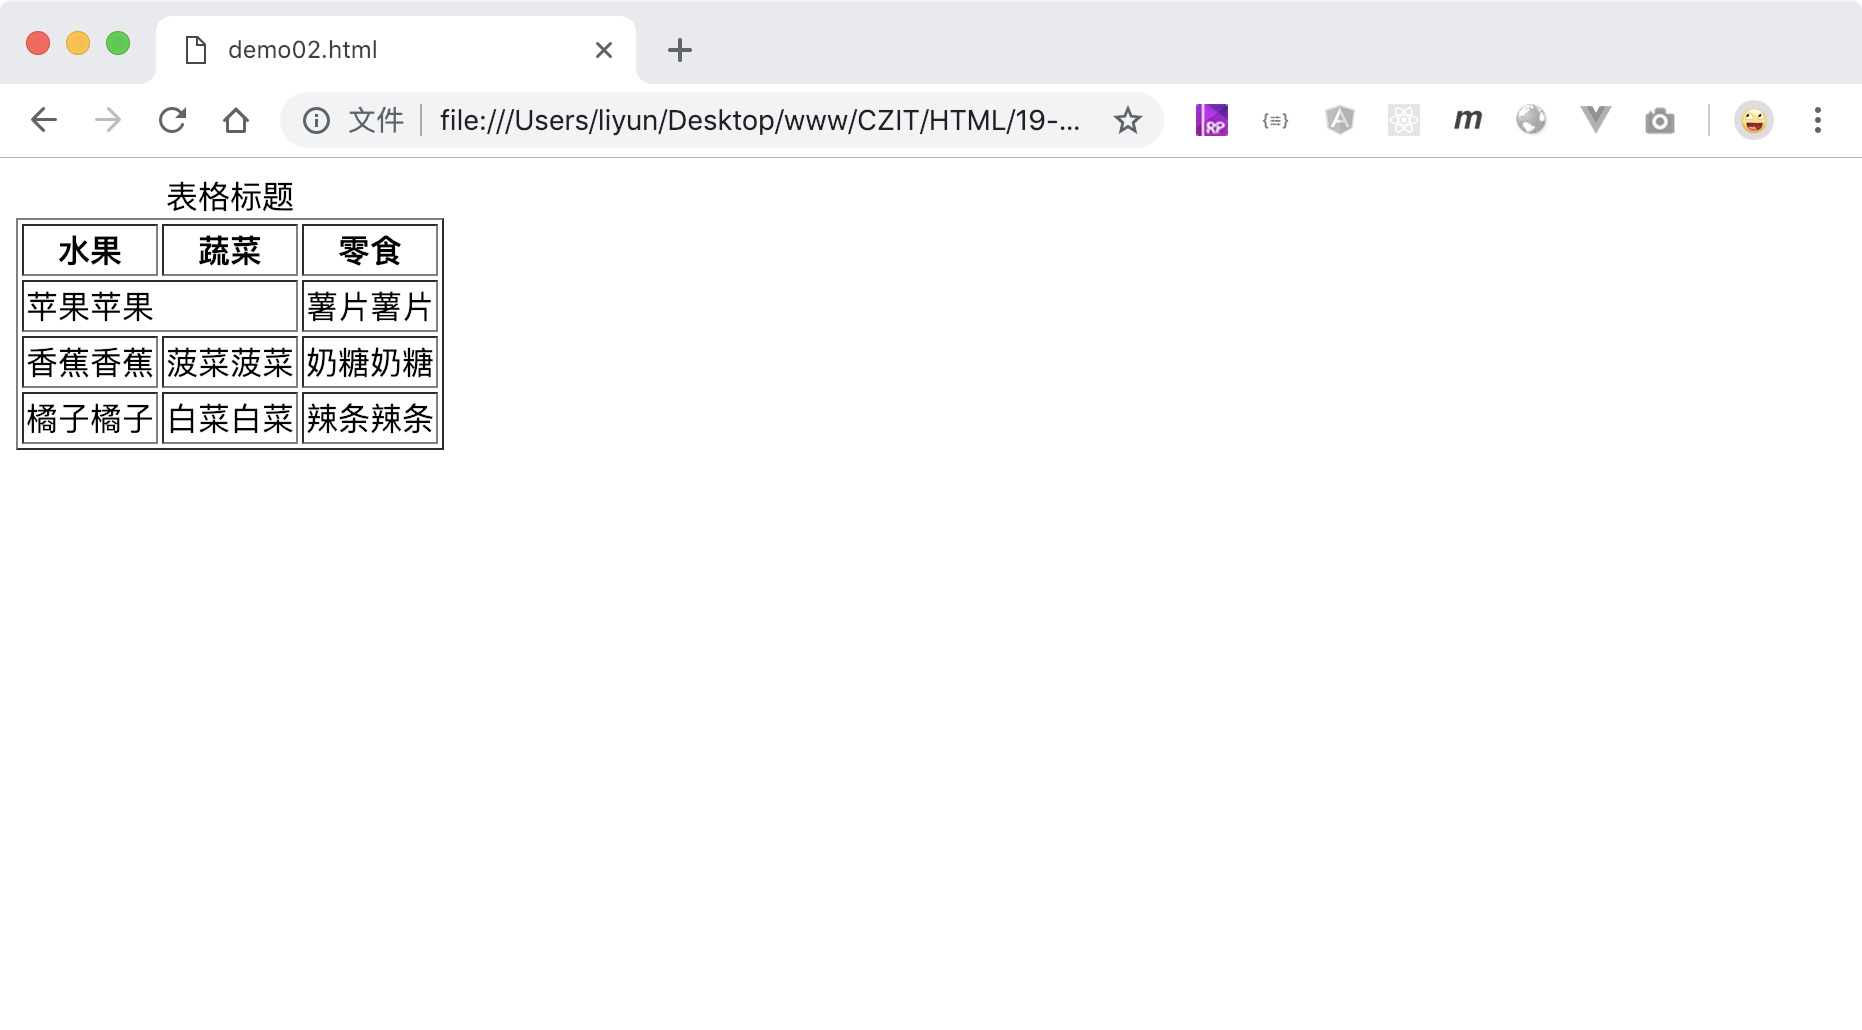 demo02.html
文件 file:///Users/liyun/Desktop/www/CZIT/HTML/19-...
RP {≡} m
表格标题
水果 蔬菜 零食
苹果苹果 薯片薯片
香蕉香蕉 菠菜菠菜 奶糖奶糖
橘子橘子 白菜白菜 辣条辣条